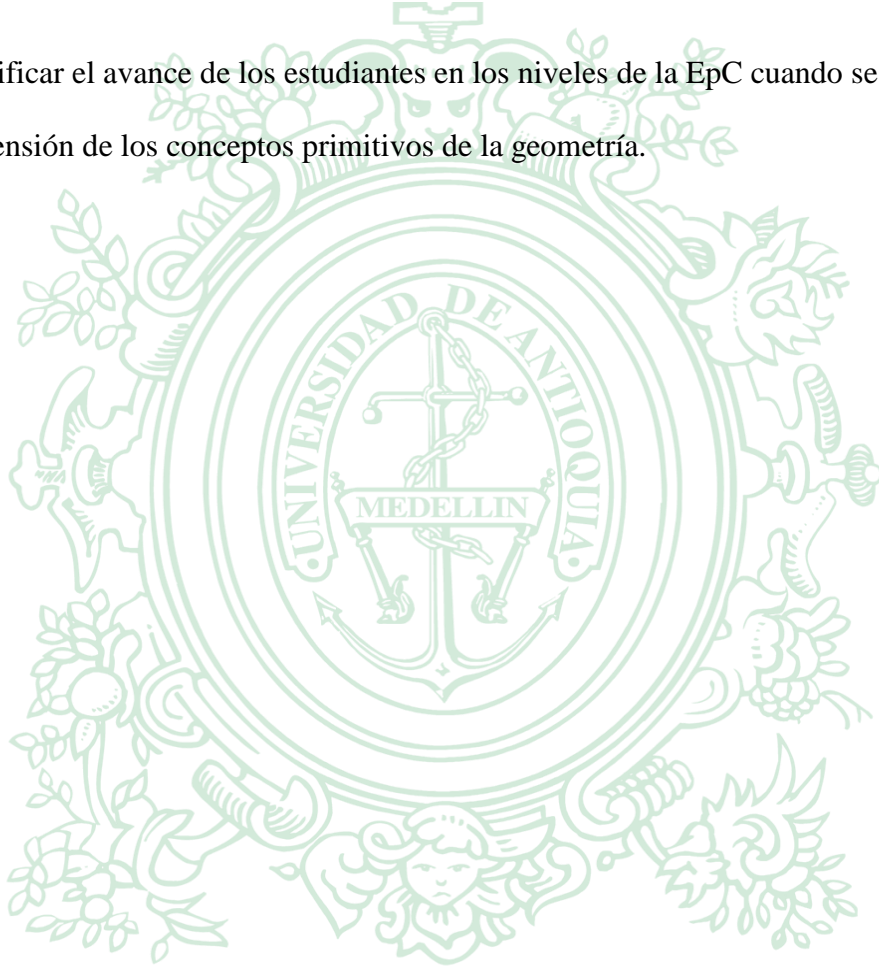 ificar el avance de los estudiantes en los niveles de la EpC cuando se
ensión de los conceptos primitivos de la geometría.
UNIVERSIDAD DE ANTIOQUIA
MEDELLIN